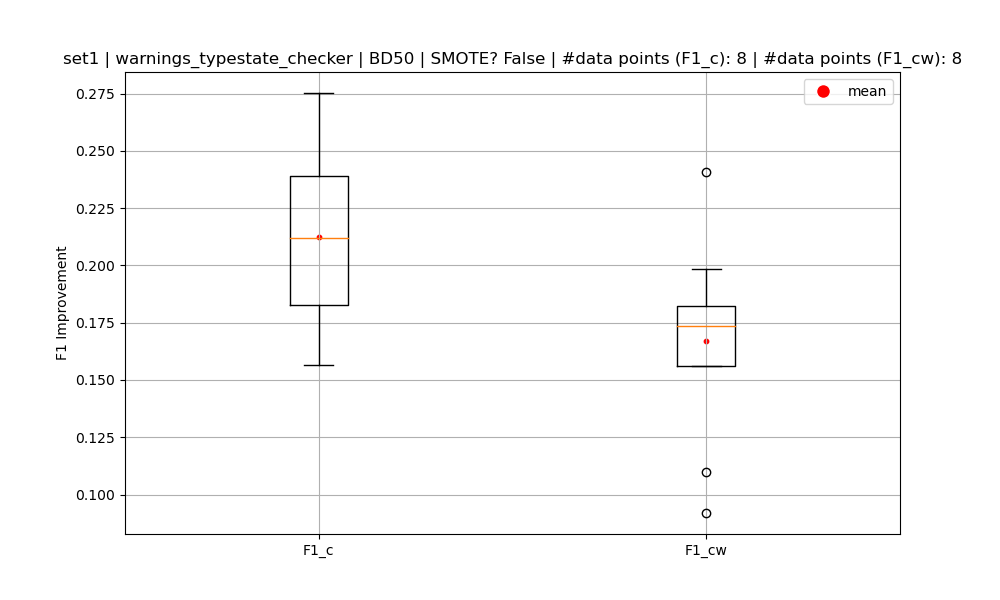 set1 | warnings_typestate_checker | BD50 | SMOTE? False | #data points (F1_c): 8 | #data points (F1_cw): 8
mean
F1 Improvement
0.275
0.250
0.225
0.200
0.175
0.150
0.125
0.100
F1_c
F1_cw